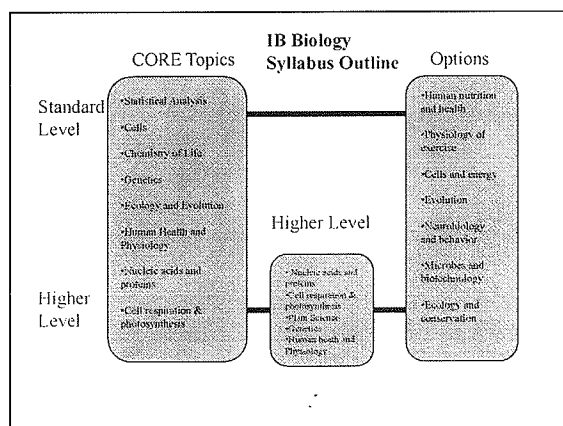 IB Biology
Syllabus Outline
CORE Topics
Options
Standard
Level
Higher
Level
•Statistical Analysis
•Cells
•Chemistry of Life
•Genetics
•Ecology and Evolution
•Human Health and
Physiology
•Nucleic acids and
proteins
•Cell respiration &
photosynthesis
Higher Level
•Nucleic acids and
proteins
•Cell respiration &
photosynthesis
•Plant Science
•Genetics
•Human heath and
Physiology
•Human nutrition
and health
•Physiology of
exercise
•Cells and energy
•Evolution
•Neurobiology
and behavior
•Microbes and
biotechnology
•Ecology and
conservation